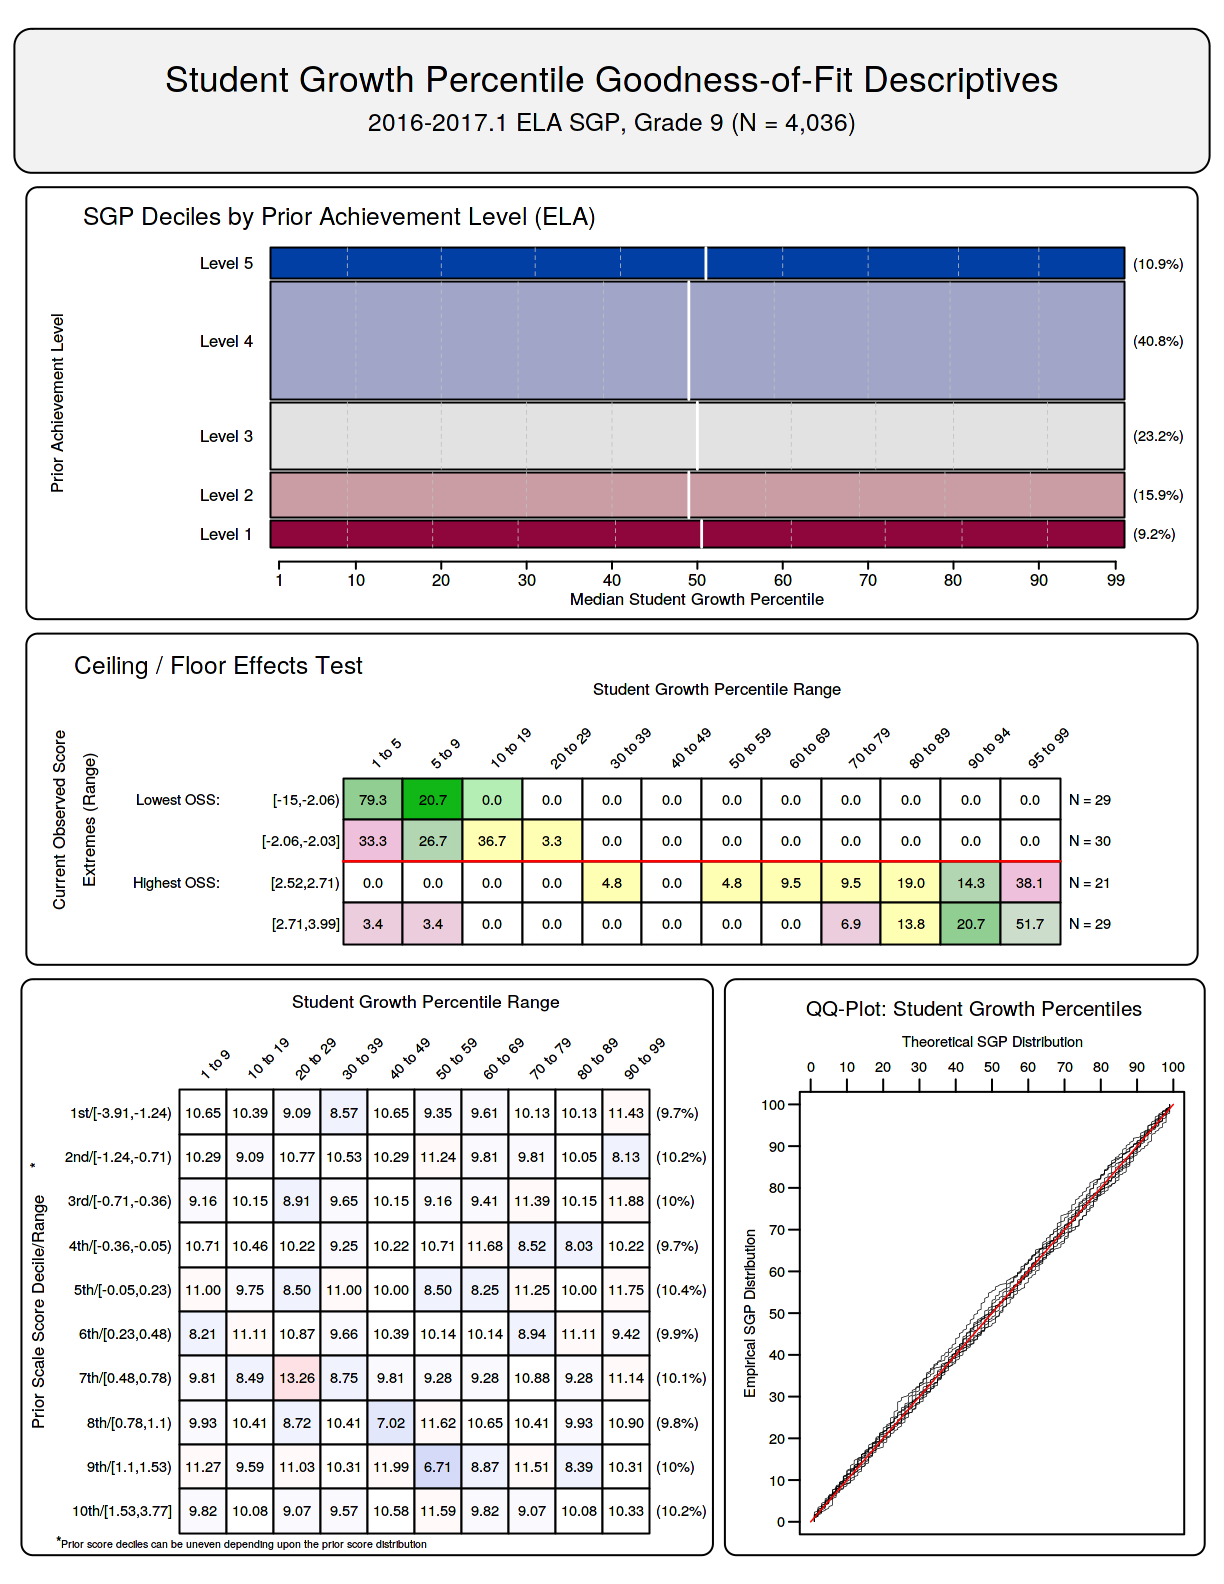 Student Growth Percentile Goodness-of-Fit Descriptives
2016-2017.1 ELA SGP, Grade 9 (N = 4,036)
SGP Deciles by Prior Achievement Level (ELA)
Prior Achievement Level
Level 5 (10.9%)
Level 4 (40.8%)
Level 3 (23.2%)
Level 2 (15.9%)
Level 1 (9.2%)
1 10 20 30 40 50 60 70 80 90 99
Median Student Growth Percentile
Ceiling / Floor Effects Test
Student Growth Percentile Range
Current Observed Score
Extremes (Range)
1 to 5 5 to 9 10 to 19 20 to 29 30 to 39 40 to 49 50 to 59 60 to 69 70 to 79 80 to 89 90 to 94 95 to 99
Lowest OSS: [-15,-2.06) 79.3 20.7 0.0 0.0 0.0 0.0 0.0 0.0 0.0 0.0 0.0 0.0 N = 29
[-2.06,-2.03] 33.3 26.7 36.7 3.3 0.0 0.0 0.0 0.0 0.0 0.0 0.0 0.0 N = 30
Highest OSS: [2.52,2.71) 0.0 0.0 0.0 0.0 4.8 0.0 4.8 9.5 9.5 19.0 14.3 38.1 N = 21
[2.71,3.99] 3.4 3.4 0.0 0.0 0.0 0.0 0.0 0.0 6.9 13.8 20.7 51.7 N = 29
Student Growth Percentile Range
Prior Scale Score Decile/Range *
1 to 9 10 to 19 20 to 29 30 to 39 40 to 49 50 to 59 60 to 69 70 to 79 80 to 89 90 to 99
1st/[-3.91,-1.24) 10.65 10.39 9.09 8.57 10.65 9.35 9.61 10.13 10.13 11.43 (9.7%)
2nd/[-1.24,-0.71) 10.29 9.09 10.77 10.53 10.29 11.24 9.81 9.81 10.05 8.13 (10.2%)
3rd/[-0.71,-0.36) 9.16 10.15 8.91 9.65 10.15 9.16 9.41 11.39 10.15 11.88 (10%)
4th/[-0.36,-0.05) 10.71 10.46 10.22 9.25 10.22 10.71 11.68 8.52 8.03 10.22 (9.7%)
5th/[-0.05,0.23) 11.00 9.75 8.50 11.00 10.00 8.50 8.25 11.25 10.00 11.75 (10.4%)
6th/[0.23,0.48) 8.21 11.11 10.87 9.66 10.39 10.14 10.14 8.94 11.11 9.42 (9.9%)
7th/[0.48,0.78) 9.81 8.49 13.26 8.75 9.81 9.28 9.28 10.88 9.28 11.14 (10.1%)
8th/[0.78,1.1) 9.93 10.41 8.72 10.41 7.02 11.62 10.65 10.41 9.93 10.90 (9.8%)
9th/[1.1,1.53) 11.27 9.59 11.03 10.31 11.99 6.71 8.87 11.51 8.39 10.31 (10%)
10th/[1.53,3.77] 9.82 10.08 9.07 9.57 10.58 11.59 9.82 9.07 10.08 10.33 (10.2%)
*Prior score deciles can be uneven depending upon the prior score distribution
QQ-Plot: Student Growth Percentiles
Theoretical SGP Distribution
0 10 20 30 40 50 60 70 80 90 100
Empirical SGP Distribution
100
90
80
70
60
50
40
30
20
10
0